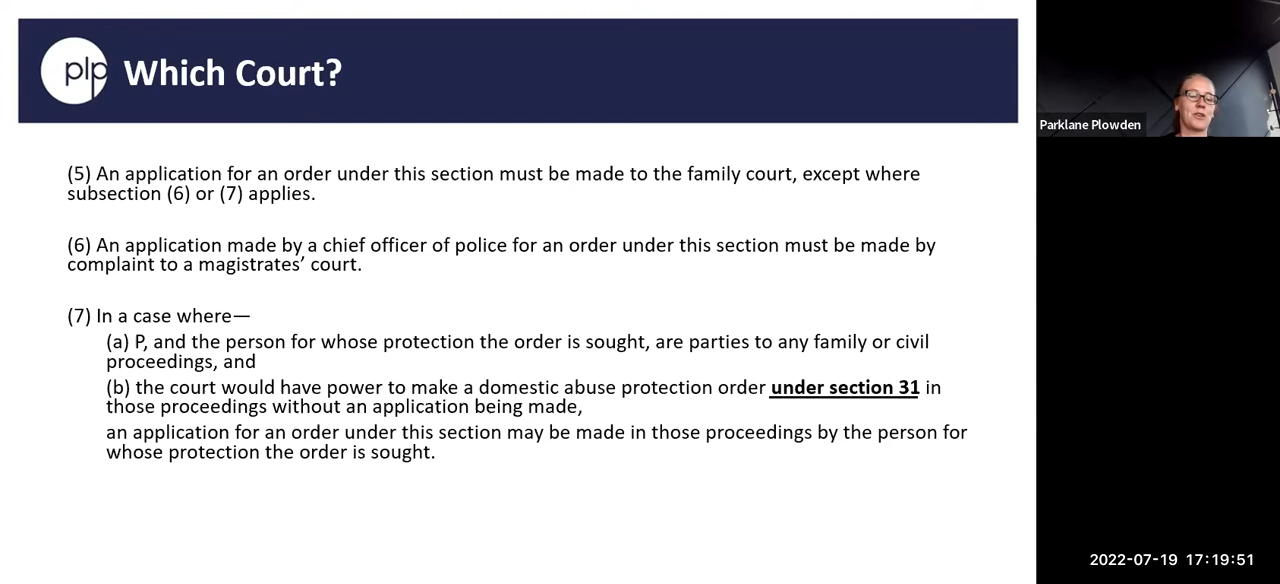 plp Which Court?
(5) An application for an order under this section must be made to the family court, except where
subsection (6) or (7) applies.
(6) An application made by a chief officer of police for an order under this section must be made by
complaint to a magistrates’ court.
(7) In a case where—
(a) P, and the person for whose protection the order is sought, are parties to any family or civil
proceedings, and
(b) the court would have power to make a domestic abuse protection order under section 31 in
those proceedings without an application being made,
an application for an order under this section may be made in those proceedings by the person for
whose protection the order is sought.
Parklane Plowden
2022-07-19 17:19:51